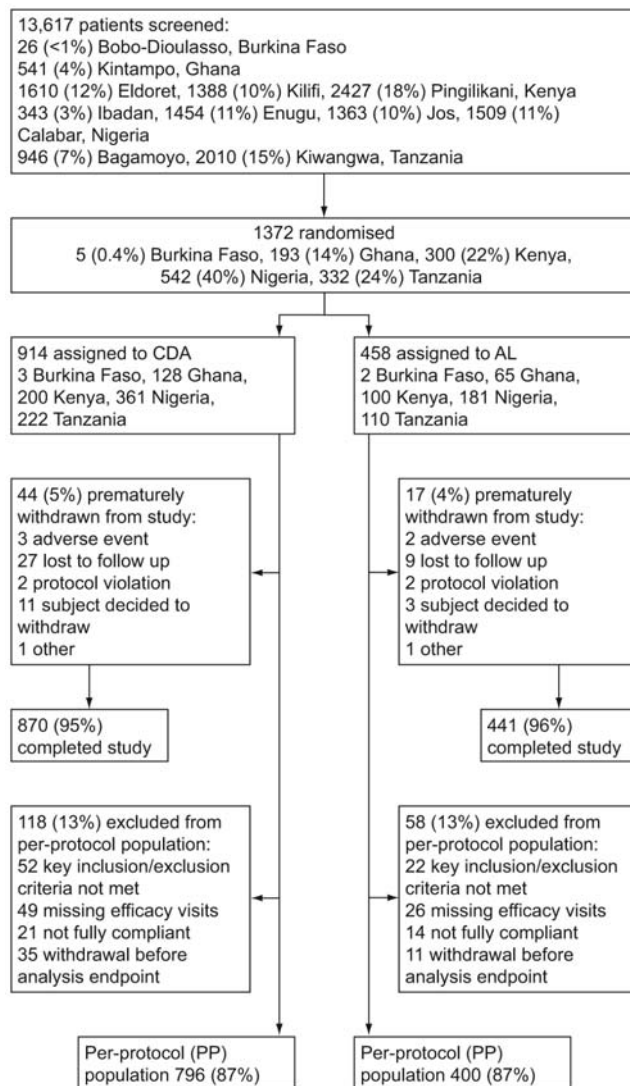 13,617 patients screened:
26 (<1%) Bobo-Dioulasso, Burkina Faso
541 (4%) Kintampo, Ghana
1610 (12%) Eldoret, 1388 (10%) Kilifi, 2427 (18%) Pingilikani, Kenya
343 (3%) Ibadan, 1454 (11%) Enugu, 1363 (10%) Jos, 1509 (11%)
Calabar, Nigeria
946 (7%) Bagamoyo, 2010 (15%) Kiwangwa, Tanzania
1372 randomised
5 (0.4%) Burkina Faso, 193 (14%) Ghana, 300 (22%) Kenya,
542 (40%) Nigeria, 332 (24%) Tanzania
914 assigned to CDA
3 Burkina Faso, 128 Ghana,
200 Kenya, 361 Nigeria,
222 Tanzania
458 assigned to AL
2 Burkina Faso, 65 Ghana,
100 Kenya, 181 Nigeria,
110 Tanzania
44 (5%) prematurely
withdrawn from study:
3 adverse event
27 lost to follow up
2 protocol violation
11 subject decided to
withdraw
1 other
17 (4%) prematurely
withdrawn from study:
2 adverse event
9 lost to follow up
2 protocol violation
3 subject decided to
withdraw
1 other
870 (95%)
completed study
441 (96%)
completed study
118 (13%) excluded from
per-protocol population:
52 key inclusion/exclusion
criteria not met
49 missing efficacy visits
21 not fully compliant
35 withdrawal before
analysis endpoint
58 (13%) excluded from
per-protocol population:
22 key inclusion/exclusion
criteria not met
26 missing efficacy visits
14 not fully compliant
11 withdrawal before
analysis endpoint
Per-protocol (PP)
population 796 (87%)
Per-protocol (PP)
population 400 (87%)